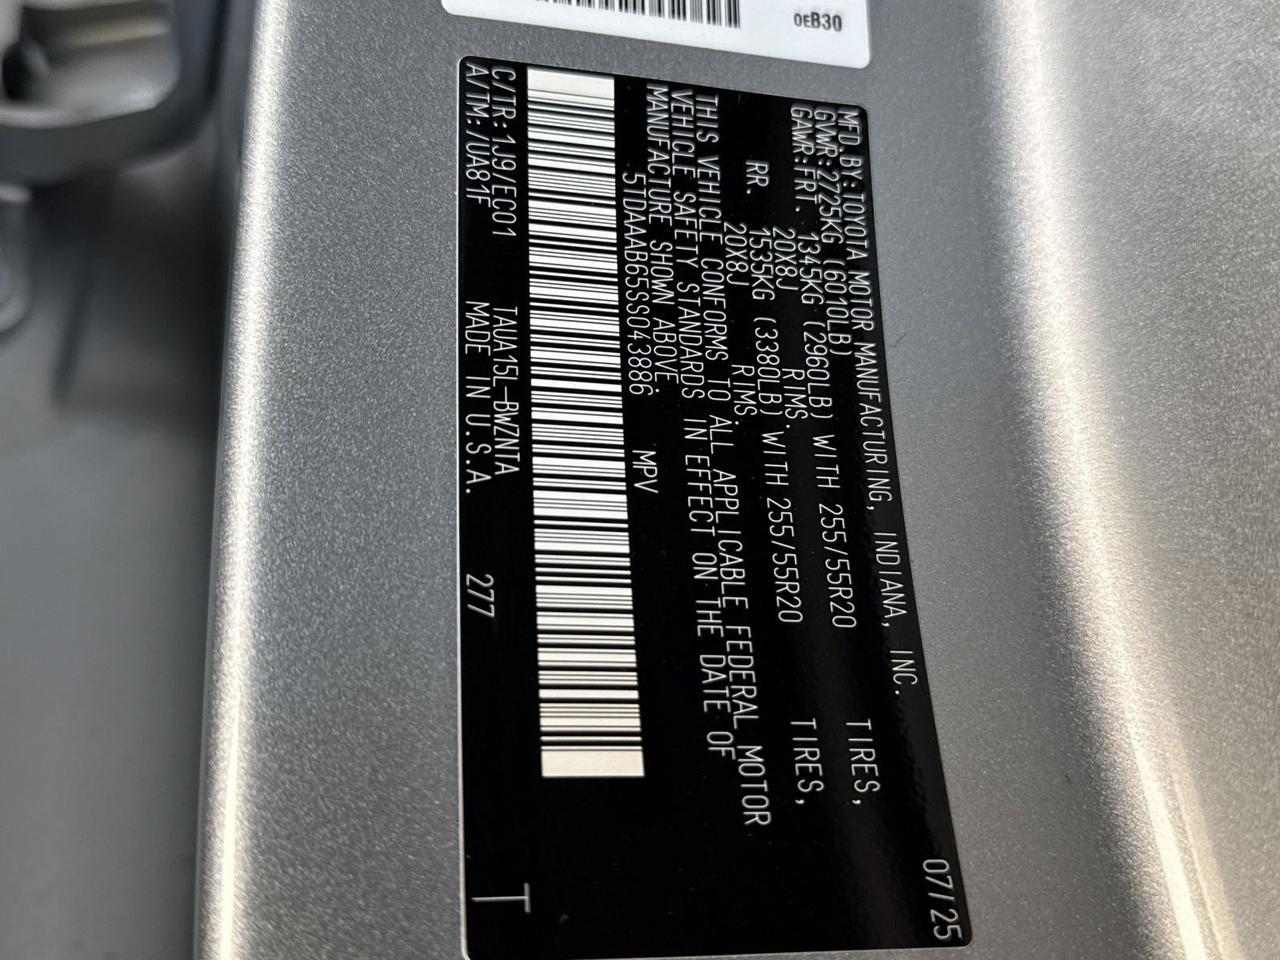 0EB30
MFD. BY:TOYOTA MOTOR MANUFACTURING, INDIANA, INC. 07/25
GVWR:2725KG (6010LB)
GAWR:FRT. 1345KG (2960LB) WITH 255/55R20 TIRES,
20X8J RIMS.
RR. 1535KG (3380LB) WITH 255/55R20 TIRES,
20X8J RIMS.
THIS VEHICLE CONFORMS TO ALL APPLICABLE FEDERAL MOTOR
VEHICLE SAFETY STANDARDS IN EFFECT ON THE DATE OF
MANUFACTURE SHOWN ABOVE.
5TDAAAB65SS043886 MPV
C/TR:1J9/EC01 TAUA15L-BWZNTA T
A/TM:/UA81F MADE IN U.S.A. 277